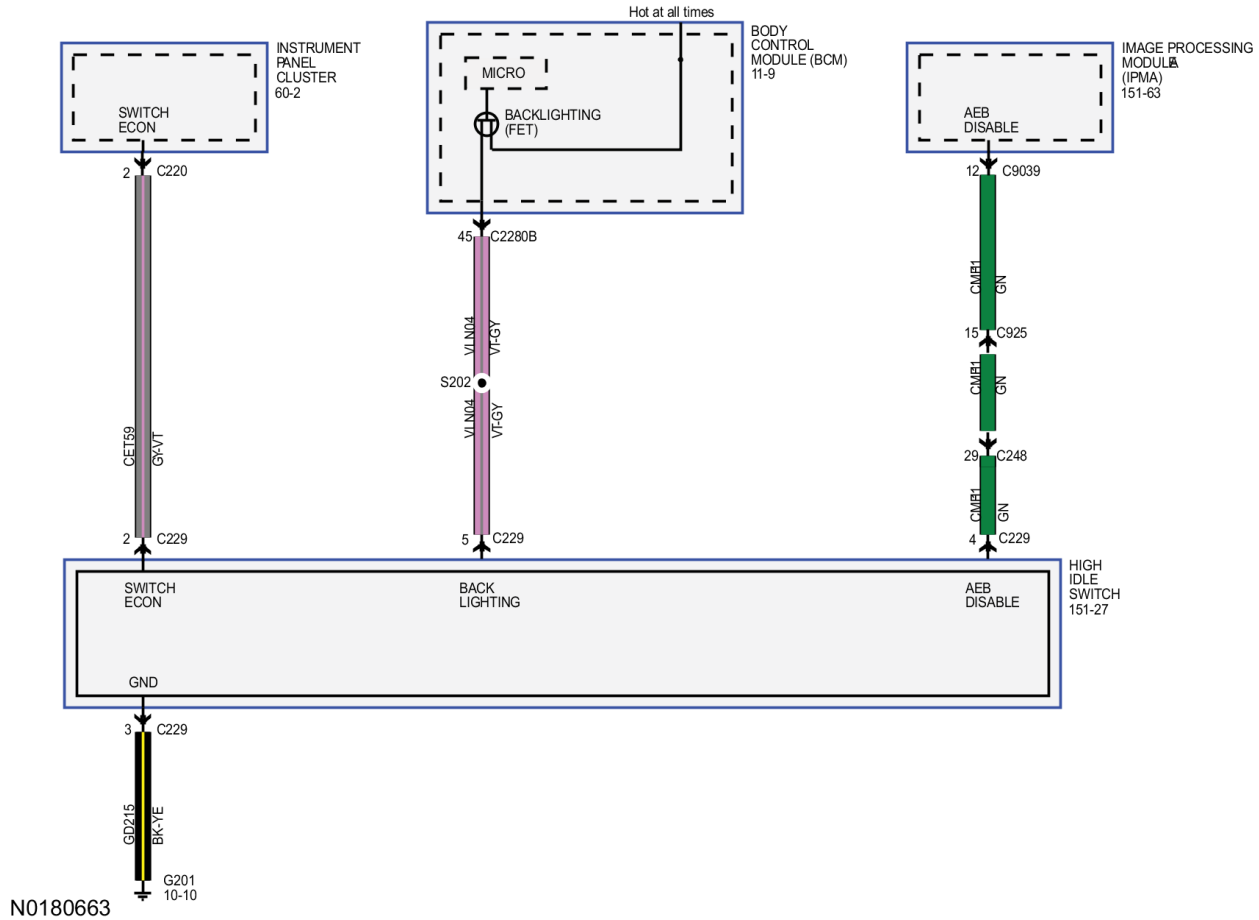 Hot at all times
INSTRUMENT
PANEL
CLUSTER
60-2
SWITCH
ECON
2 C220
BODY
CONTROL
MODULE (BCM)
11-9
MICRO
BACKLIGHTING
(FET)
45 C2280B
IMAGE PROCESSING
MODULE A
(IPMA)
151-63
AEB
DISABLE
12 C9039
CET59
GY-VT
VLN04
VT-GY
S202
VLN04
VT-GY
GN
15 C925
GN
29 C248
GN
2 C229
5 C229
4 C229
HIGH
IDLE
SWITCH
151-27
SWITCH
ECON
BACK
LIGHTING
AEB
DISABLE
GND
3 C229
GD215
BK-YE
G201
10-10
N0180663